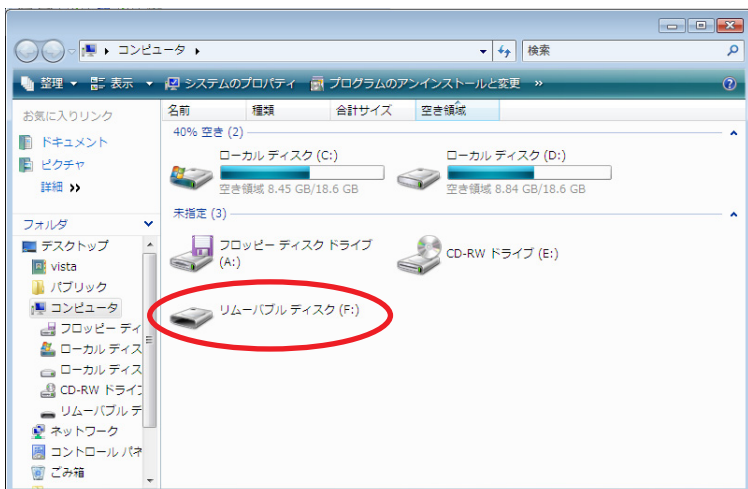 コンピュータ
検索
整理 表示 システムのプロパティ プログラムのアンインストールと変更 »
お気に入りリンク
ドキュメント
ピクチャ
詳細 »
フォルダ
デスクトップ
vista
パブリック
コンピュータ
フロッピー ディ
ローカル ディス
ローカル ディス
CD-RW ドライブ
リムーバブル デ
ネットワーク
コントロール パネ
ごみ箱
名前 種類 合計サイズ 空き領域
40% 空き (2)
ローカル ディスク (C:)
空き領域 8.45 GB/18.6 GB
ローカル ディスク (D:)
空き領域 8.84 GB/18.6 GB
未指定 (3)
フロッピー ディスク ドライブ
(A:)
CD-RW ドライブ (E:)
リムーバブル ディスク (F:)